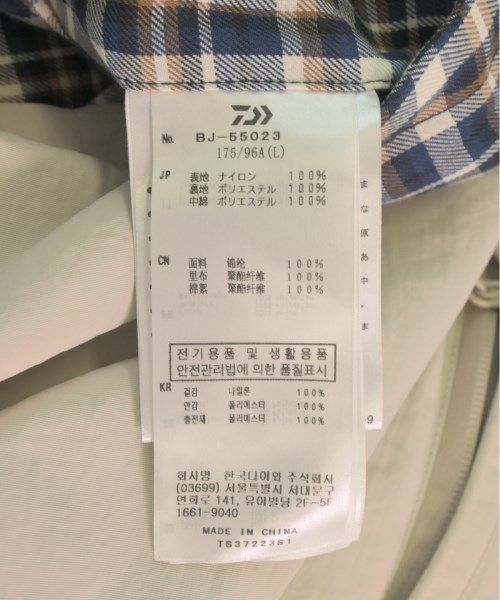 No. BJ-55023
175/96A(L)
JP 表地 ナイロン 100%
裏地 ポリエステル 100%
中綿 ポリエステル 100%
CN 面料 锦纶 100%
里布 聚酯纤维 100%
棉絮 聚酯纤维 100%
전기용품 및 생활용품
안전관리법에 의한 품질표시
KR 겉감 나일론 100%
안감 폴리에스터 100%
충전재 폴리에스터 100%
회사명 한국다이와 주식회사
(03699) 서울특별시 서대문구
연희로 141, 유이빌딩 2F-5F
1661-9040
MADE IN CHINA
TS37223S1